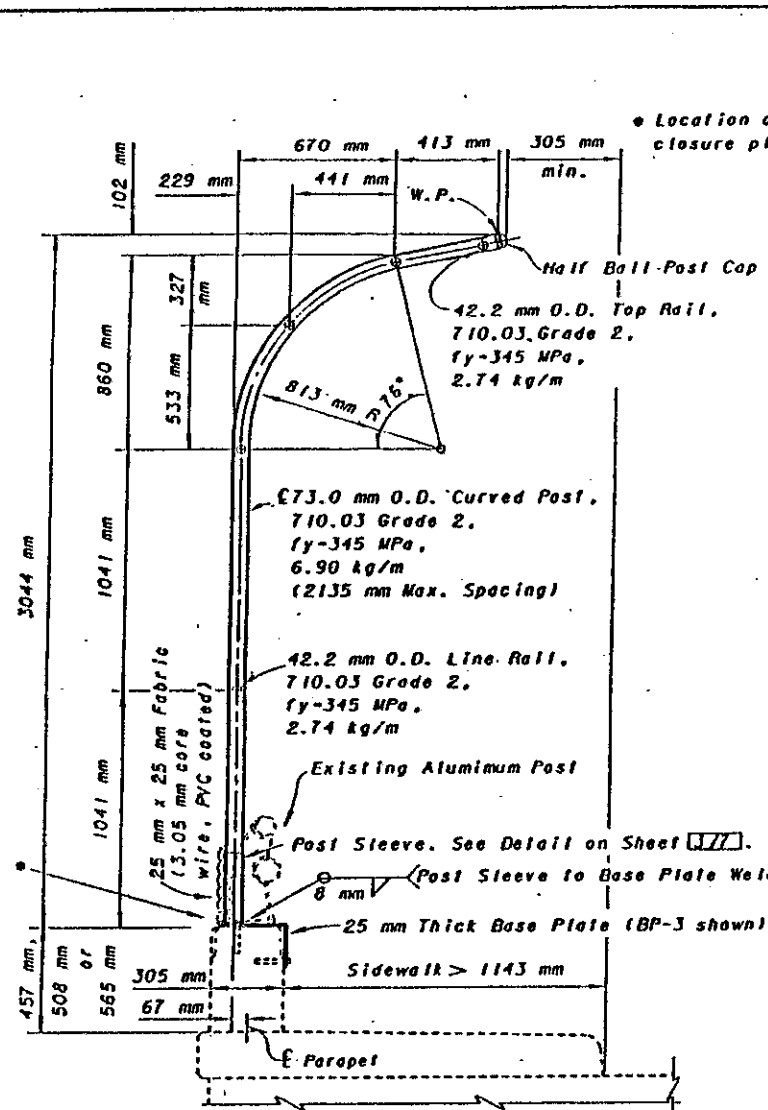 * Location o
closure pl
670 mm
413 mm
305 mm
min.
102 mm
229 mm
441 mm
W.P.
Half Ball Post Cap
327
mm
42.2 mm O.D. Top Rail,
710.03, Grade 2,
fy-345 MPa,
2.74 kg/m
860 mm
533 mm
813 mm R
76°
℄73.0 mm O.D. Curved Post,
710.03 Grade 2,
fy-345 MPa,
6.90 kg/m
(2135 mm Max. Spacing)
3044 mm
1041 mm
42.2 mm O.D. Line Rail,
710.03 Grade 2,
fy-345 MPa,
2.74 kg/m
25 mm x 25 mm Fabric
(3.05 mm core
wire, PVC coated)
1041 mm
Existing Aluminum Post
Post Sleeve. See Detail on Sheet
*
8 mm
Post Sleeve to Base Plate Wel
25 mm Thick Base Plate (BP-3 shown)
457 mm,
508 mm or
565 mm
305 mm
Sidewalk > 1143 mm
67 mm
℄ Parapet